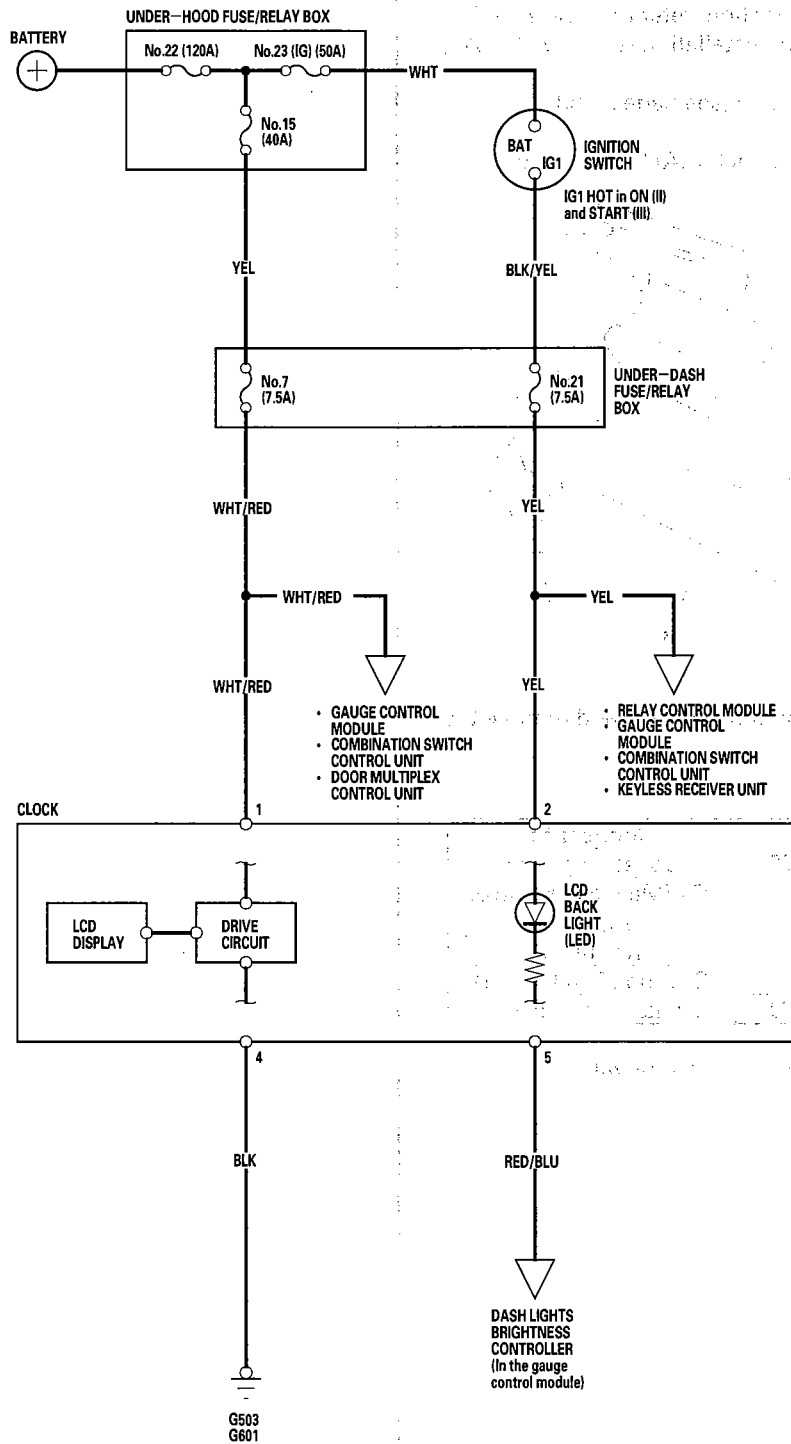 UNDER-HOOD FUSE/RELAY BOX
BATTERY
No.22 (120A)
No.23 (IG) (50A)
WHT
No.15
(40A)
BAT
IG1
IGNITION
SWITCH
IG1 HOT in ON (II)
and START (III)
YEL
BLK/YEL
No.7
(7.5A)
No.21
(7.5A)
UNDER-DASH
FUSE/RELAY
BOX
WHT/RED
YEL
WHT/RED
YEL
WHT/RED
YEL
• GAUGE CONTROL
MODULE
• COMBINATION SWITCH
CONTROL UNIT
• DOOR MULTIPLEX
CONTROL UNIT
• RELAY CONTROL MODULE
• GAUGE CONTROL
MODULE
• COMBINATION SWITCH
CONTROL UNIT
• KEYLESS RECEIVER UNIT
CLOCK
1
2
LCD
DISPLAY
DRIVE
CIRCUIT
LCD
BACK
LIGHT
(LED)
4
5
BLK
RED/BLU
DASH LIGHTS
BRIGHTNESS
CONTROLLER
(In the gauge
control module)
G503
G601